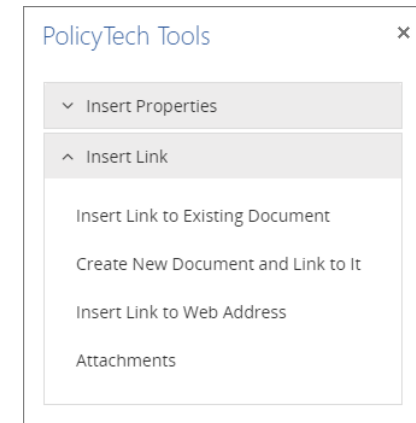 PolicyTech Tools
Insert Properties
Insert Link
Insert Link to Existing Document
Create New Document and Link to It
Insert Link to Web Address
Attachments